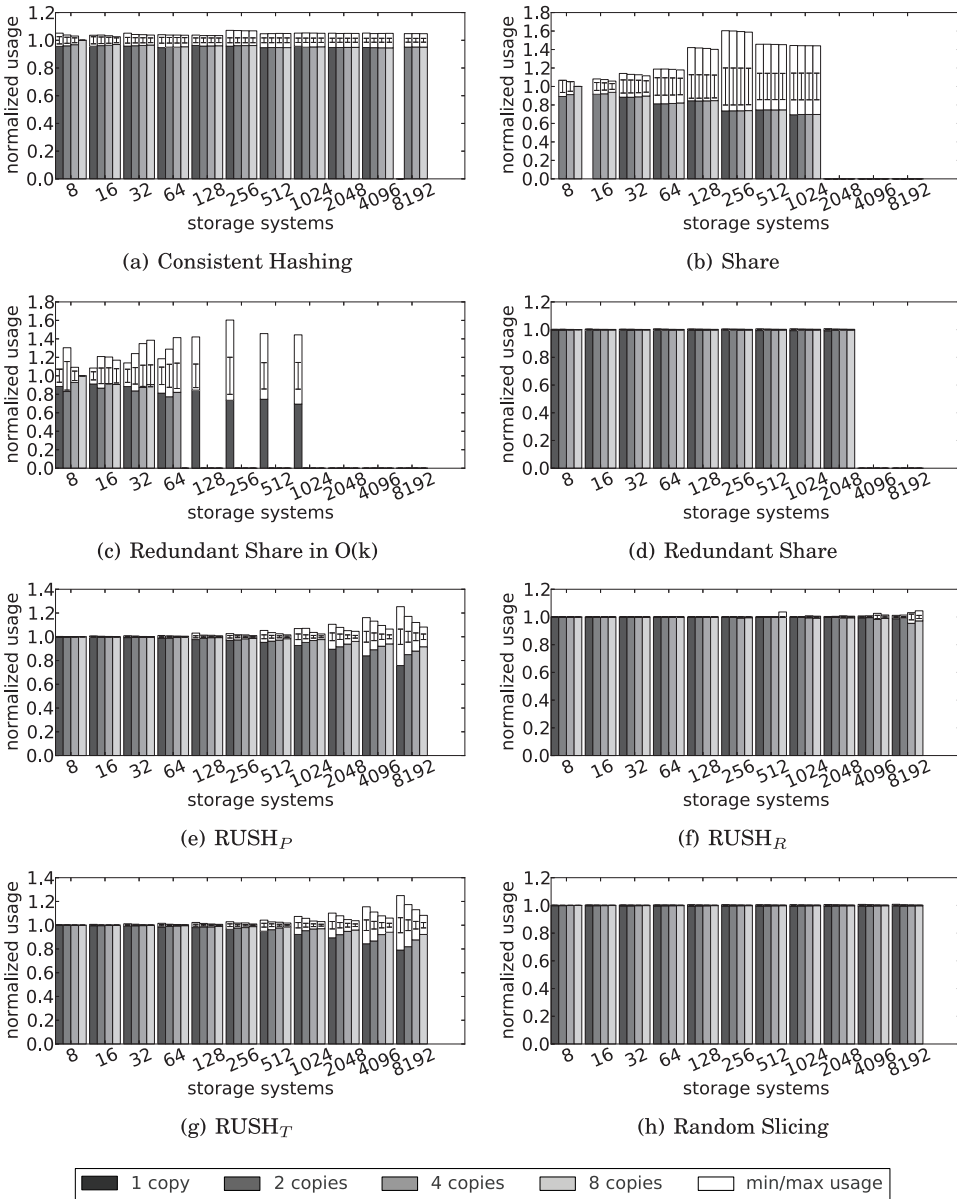 1.2
1.0
0.8
0.6
0.4
0.2
0.0
normalized usage
8 16 32 64 128 256 512 1024 2048 4096 8192
storage systems
(a) Consistent Hashing
1.8
1.6
1.4
1.2
1.0
0.8
0.6
0.4
0.2
0.0
normalized usage
8 16 32 64 128 256 512 1024 2048 4096 8192
storage systems
(b) Share
1.8
1.6
1.4
1.2
1.0
0.8
0.6
0.4
0.2
0.0
normalized usage
8 16 32 64 128 256 512 1024 2048 4096 8192
storage systems
(c) Redundant Share in O(k)
1.2
1.0
0.8
0.6
0.4
0.2
0.0
normalized usage
8 16 32 64 128 256 512 1024 2048 4096 8192
storage systems
(d) Redundant Share
1.4
1.2
1.0
0.8
0.6
0.4
0.2
0.0
normalized usage
8 16 32 64 128 256 512 1024 2048 4096 8192
storage systems
(e) RUSH_P
1.2
1.0
0.8
0.6
0.4
0.2
0.0
normalized usage
8 16 32 64 128 256 512 1024 2048 4096 8192
storage systems
(f) RUSH_R
1.4
1.2
1.0
0.8
0.6
0.4
0.2
0.0
normalized usage
8 16 32 64 128 256 512 1024 2048 4096 8192
storage systems
(g) RUSH_T
1.2
1.0
0.8
0.6
0.4
0.2
0.0
normalized usage
8 16 32 64 128 256 512 1024 2048 4096 8192
storage systems
(h) Random Slicing
1 copy 2 copies 4 copies 8 copies min/max usage